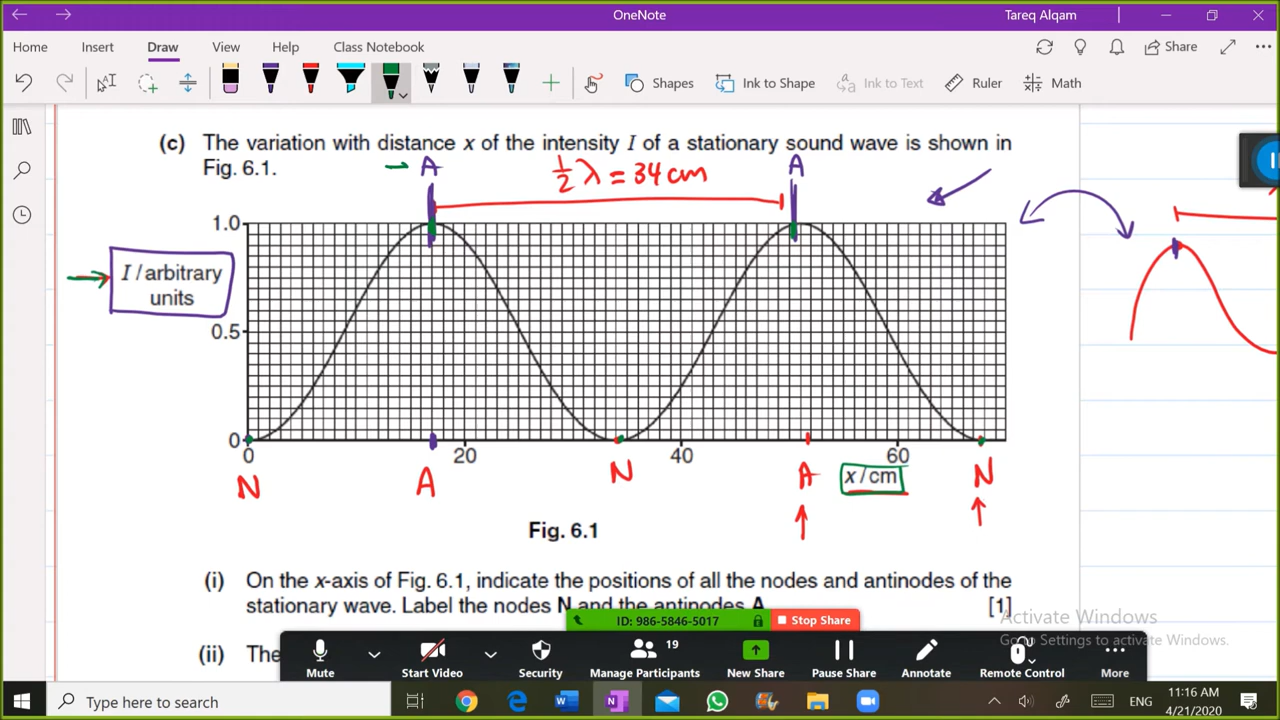 OneNote
Tareq Alqam
Home Insert Draw View Help Class Notebook
Share
Shapes Ink to Shape Ink to Text Ruler Math
(c) The variation with distance x of the intensity I of a stationary sound wave is shown in
Fig. 6.1.
A
½ λ = 34 cm
A
1.0
I / arbitrary
units
0.5
0
0 20 40 60
x / cm
N A N A N
Fig. 6.1
(i) On the x-axis of Fig. 6.1, indicate the positions of all the nodes and antinodes of the
stationary wave. Label the nodes N and the antinodes A. [1]
ID: 986-5846-5017 Stop Share
Activate Windows
Go to Settings to activate Windows.
(ii) The
19
Mute Start Video Security Manage Participants New Share Pause Share Annotate Remote Control More
Type here to search
ENG
11:16 AM
4/21/2020